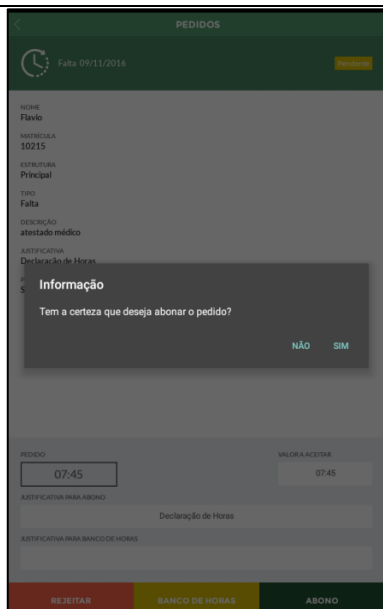 PEDIDOS
Falta 09/11/2016
Pendente
NOME
Flavio
MATRÍCULA
10215
ESTRUTURA
Principal
TIPO
Falta
DESCRIÇÃO
atestado médico
JUSTIFICATIVA
Declaração de Horas
Informação
Tem a certeza que deseja abonar o pedido?
NÃO SIM
PEDIDO VALOR A ACEITAR
07:45 07:45
JUSTIFICATIVA PARA ABONO
Declaração de Horas
JUSTIFICATIVA PARA BANCO DE HORAS
REJEITAR BANCO DE HORAS ABONO